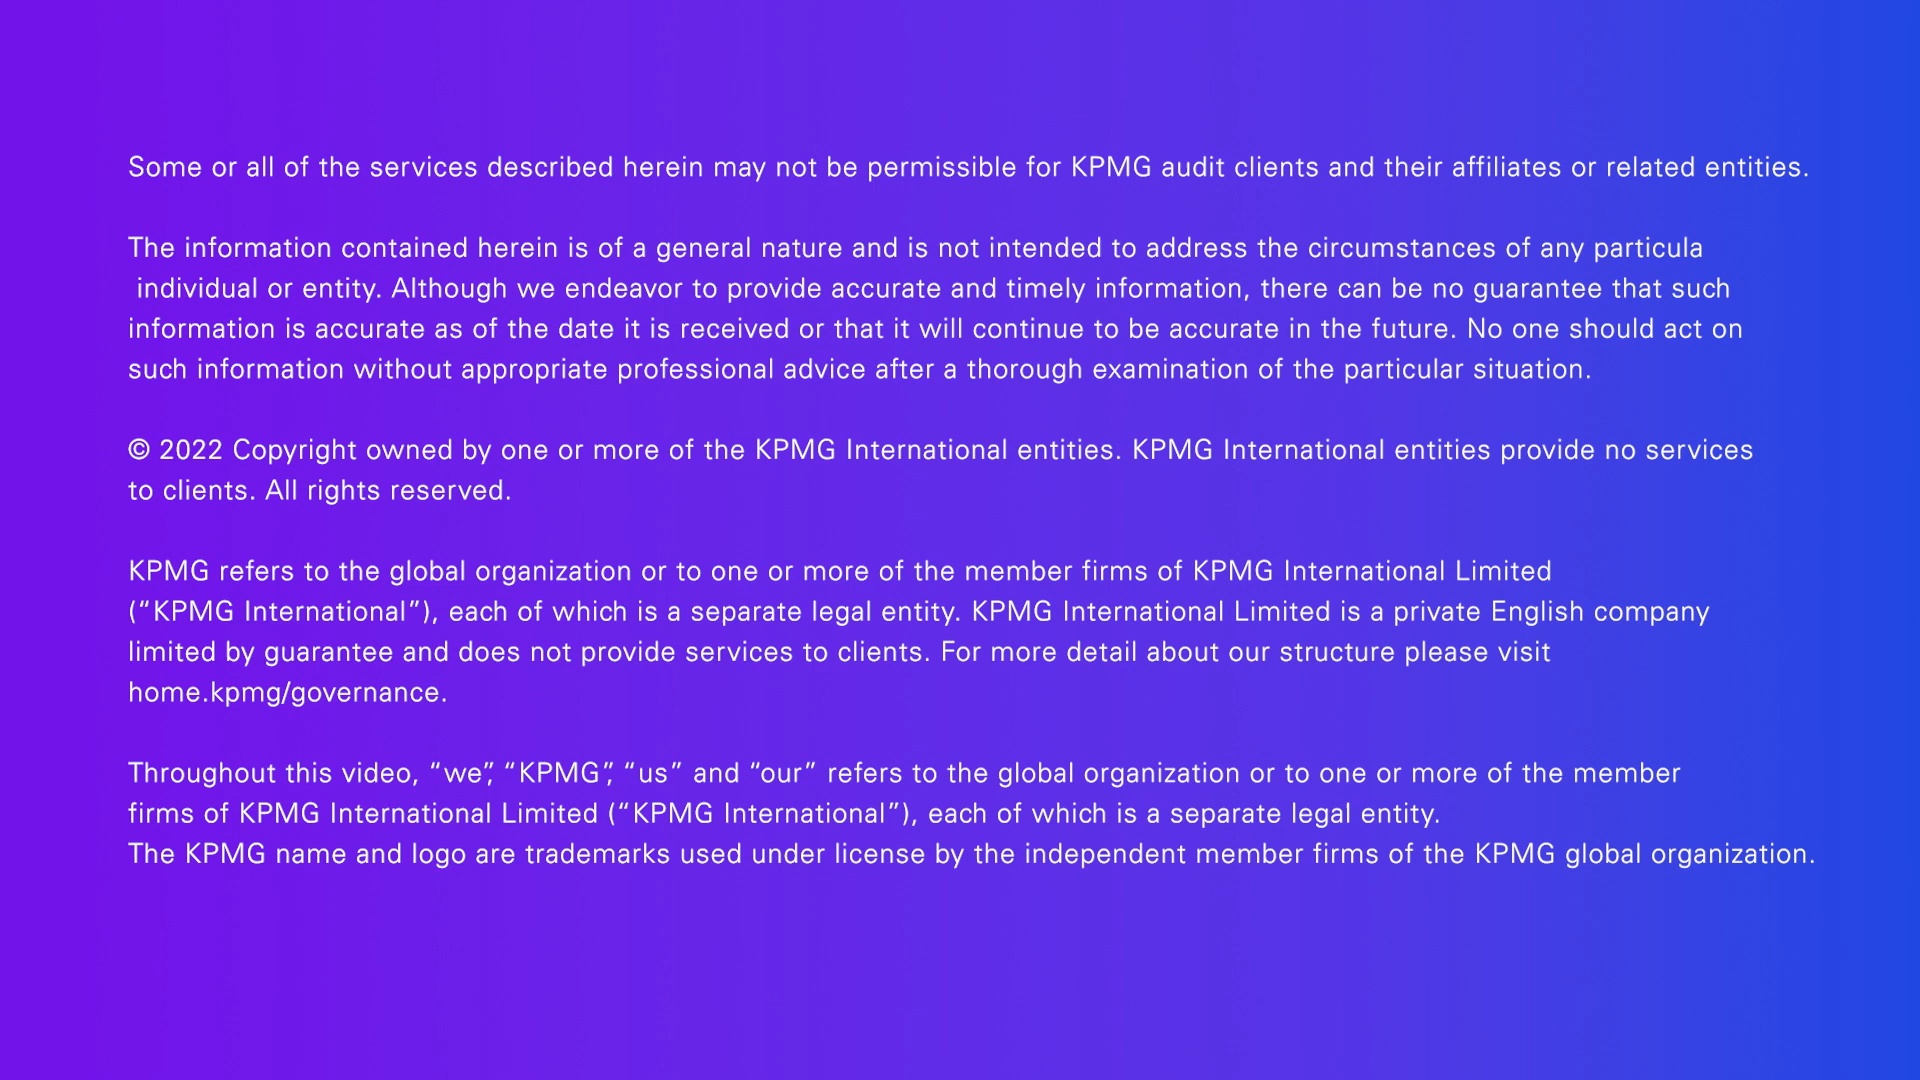 Some or all of the services described herein may not be permissible for KPMG audit clients and their affiliates or related entities.
The information contained herein is of a general nature and is not intended to address the circumstances of any particula
individual or entity. Although we endeavor to provide accurate and timely information, there can be no guarantee that such
information is accurate as of the date it is received or that it will continue to be accurate in the future. No one should act on
such information without appropriate professional advice after a thorough examination of the particular situation.
© 2022 Copyright owned by one or more of the KPMG International entities. KPMG International entities provide no services
to clients. All rights reserved.
KPMG refers to the global organization or to one or more of the member firms of KPMG International Limited
(“KPMG International”), each of which is a separate legal entity. KPMG International Limited is a private English company
limited by guarantee and does not provide services to clients. For more detail about our structure please visit
home.kpmg/governance.
Throughout this video, “we”, “KPMG”, “us” and “our” refers to the global organization or to one or more of the member
firms of KPMG International Limited (“KPMG International”), each of which is a separate legal entity.
The KPMG name and logo are trademarks used under license by the independent member firms of the KPMG global organization.